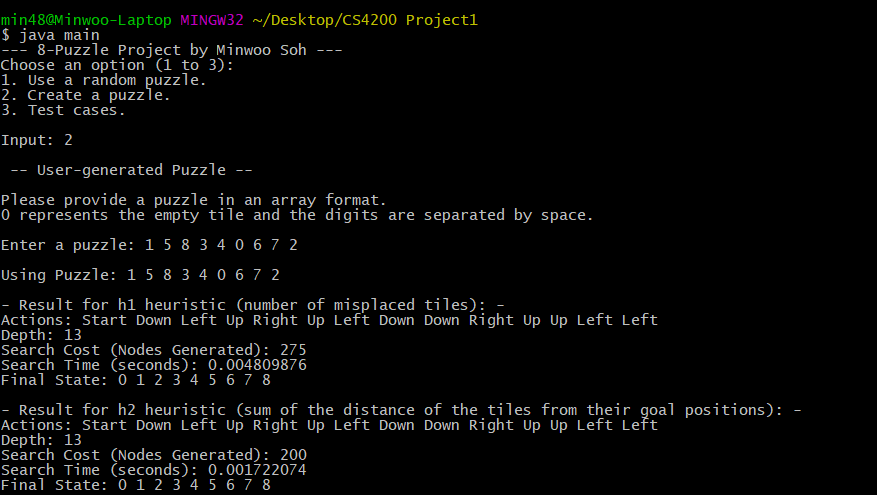 min48@Minwoo-Laptop MINGW32 ~/Desktop/CS4200 Project1
$ java main
--- 8-Puzzle Project by Minwoo Soh ---
Choose an option (1 to 3):
1. Use a random puzzle.
2. Create a puzzle.
3. Test cases.
Input: 2
-- User-generated Puzzle --
Please provide a puzzle in an array format.
0 represents the empty tile and the digits are separated by space.
Enter a puzzle: 1 5 8 3 4 0 6 7 2
Using Puzzle: 1 5 8 3 4 0 6 7 2
- Result for h1 heuristic (number of misplaced tiles): -
Actions: Start Down Left Up Right Up Left Down Down Right Up Up Left Left
Depth: 13
Search Cost (Nodes Generated): 275
Search Time (seconds): 0.004809876
Final State: 0 1 2 3 4 5 6 7 8
- Result for h2 heuristic (sum of the distance of the tiles from their goal positions): -
Actions: Start Down Left Up Right Up Left Down Down Right Up Up Left Left
Depth: 13
Search Cost (Nodes Generated): 200
Search Time (seconds): 0.001722074
Final State: 0 1 2 3 4 5 6 7 8